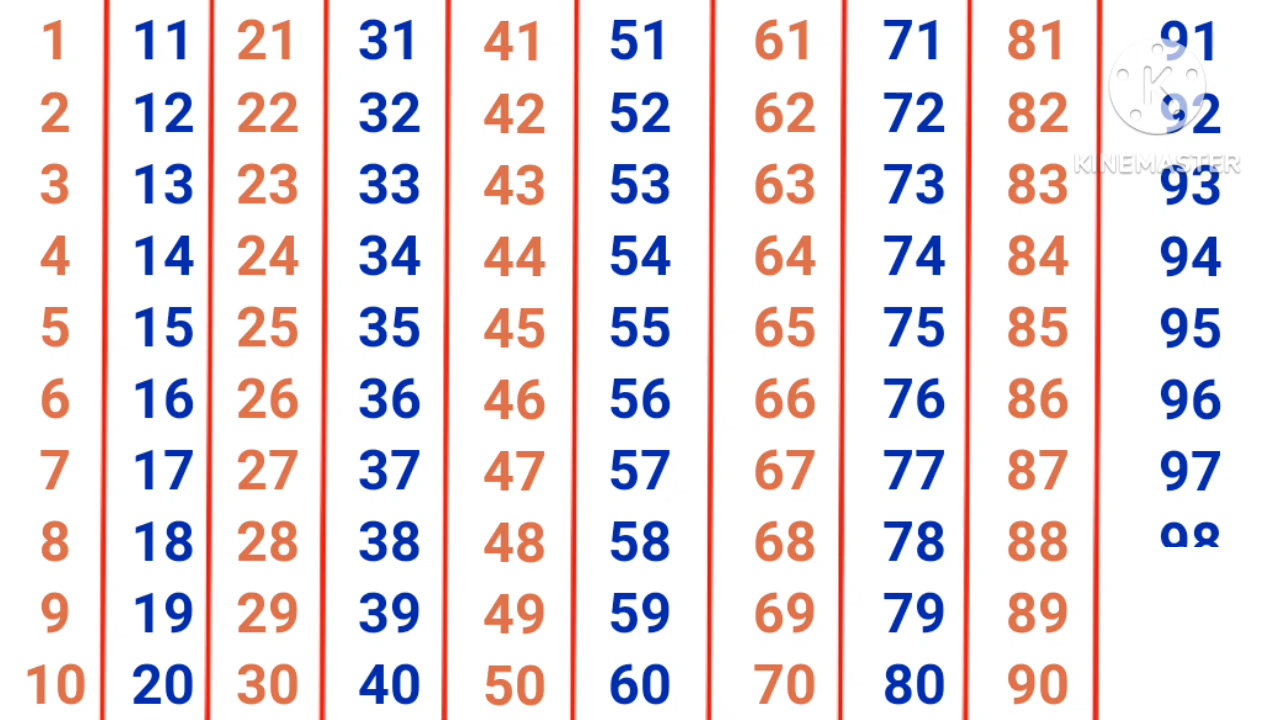 1 11 21 31 41 51 61 71 81 91
2 12 22 32 42 52 62 72 82 92
3 13 23 33 43 53 63 73 83 93
4 14 24 34 44 54 64 74 84 94
5 15 25 35 45 55 65 75 85 95
6 16 26 36 46 56 66 76 86 96
7 17 27 37 47 57 67 77 87 97
8 18 28 38 48 58 68 78 88 98
9 19 29 39 49 59 69 79 89
10 20 30 40 50 60 70 80 90
K
KINEMASTER